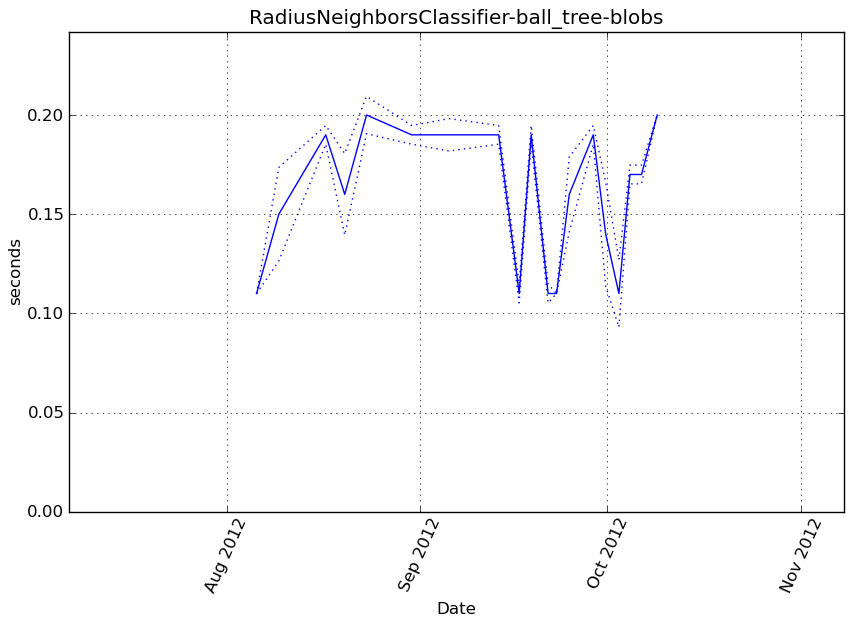 RadiusNeighborsClassifier-ball_tree-blobs
seconds
0.20
0.15
0.10
0.05
0.00
Aug 2012
Sep 2012
Oct 2012
Nov 2012
Date